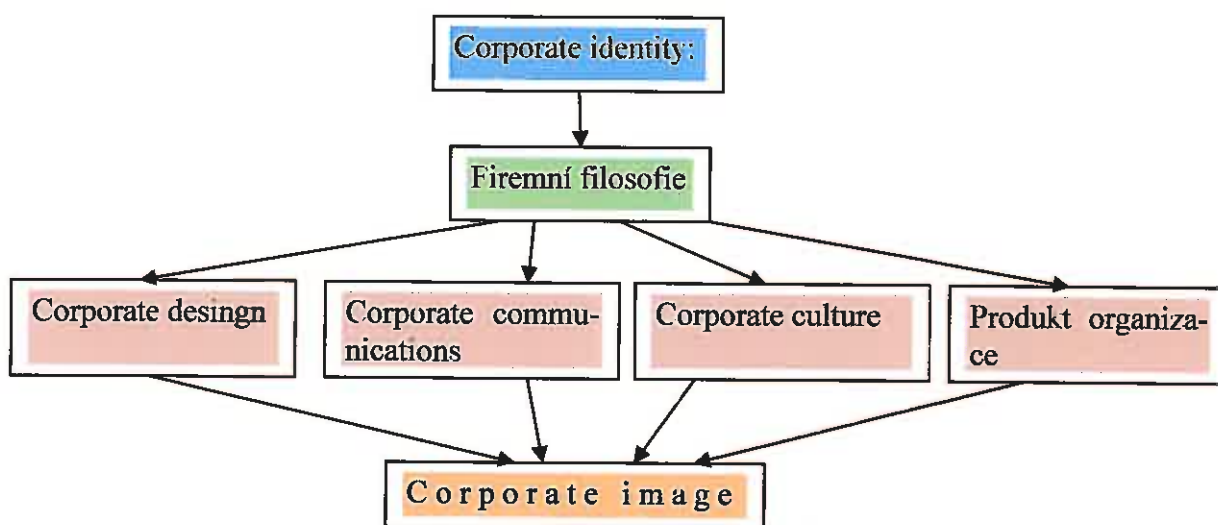 Corporate identity:
Firemní filosofie
Corporate desingn
Corporate commu-
nications
Corporate culture
Produkt organiza-
ce
Corporate image